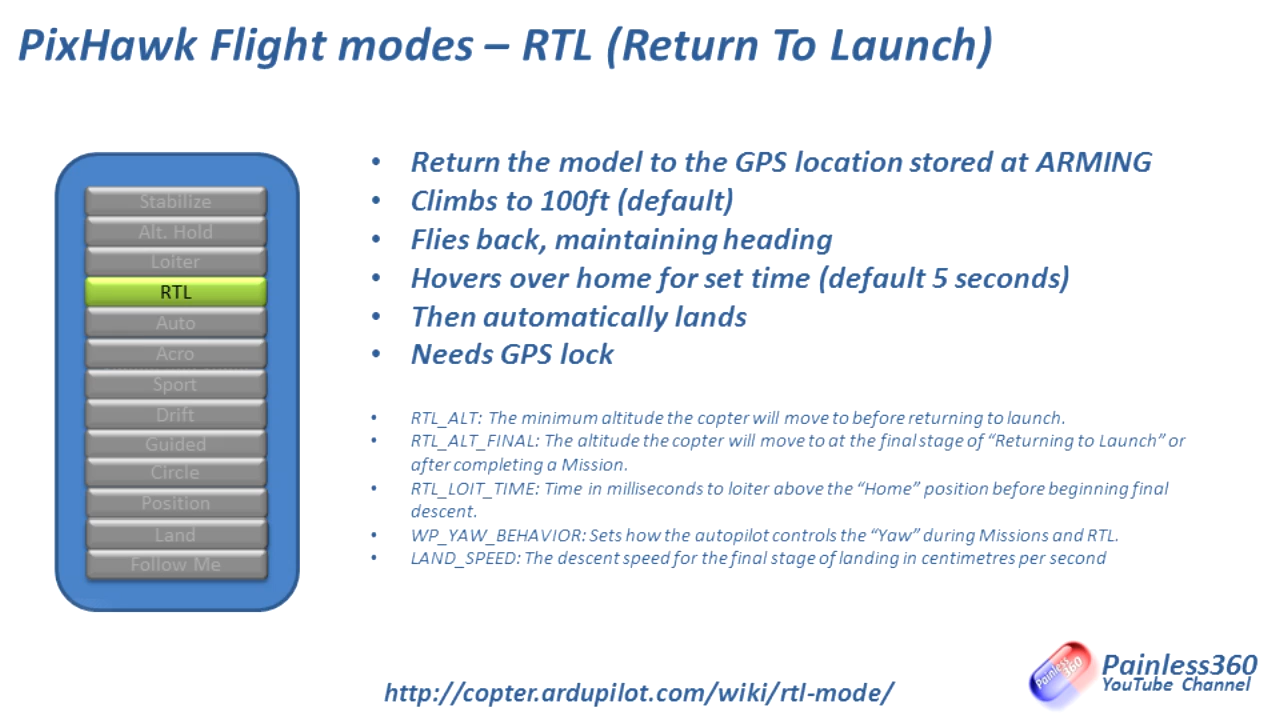 PixHawk Flight modes – RTL (Return To Launch)
Stabilize
Alt. Hold
Loiter
RTL
Auto
Acro
Sport
Drift
Guided
Circle
Position
Land
Follow Me
• Return the model to the GPS location stored at ARMING
• Climbs to 100ft (default)
• Flies back, maintaining heading
• Hovers over home for set time (default 5 seconds)
• Then automatically lands
• Needs GPS lock
• RTL_ALT: The minimum altitude the copter will move to before returning to launch.
• RTL_ALT_FINAL: The altitude the copter will move to at the final stage of “Returning to Launch” or
after completing a Mission.
• RTL_LOIT_TIME: Time in milliseconds to loiter above the “Home” position before beginning final
descent.
• WP_YAW_BEHAVIOR: Sets how the autopilot controls the “Yaw” during Missions and RTL.
• LAND_SPEED: The descent speed for the final stage of landing in centimetres per second
http://copter.ardupilot.com/wiki/rtl-mode/
Painless
360
Painless360
YouTube Channel